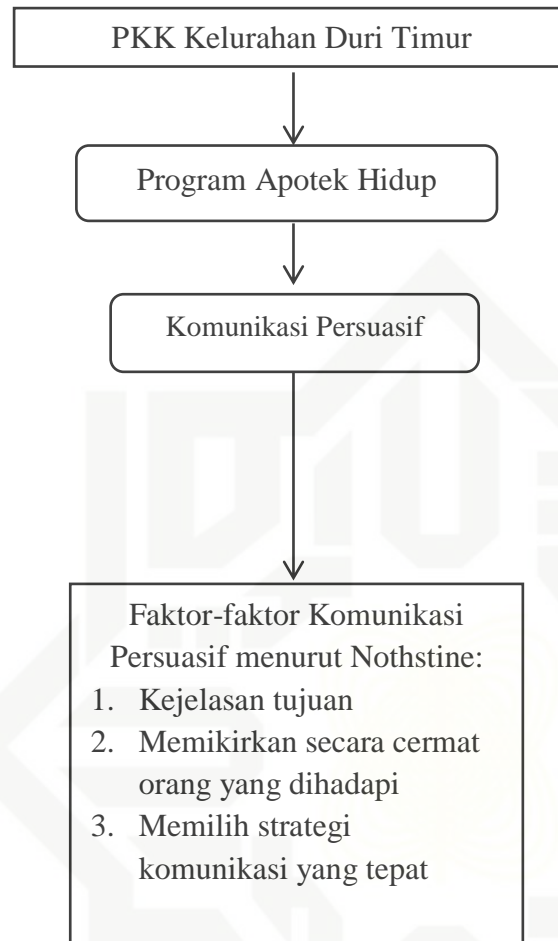 PKK Kelurahan Duri Timur
Program Apotek Hidup
Komunikasi Persuasif
Faktor-faktor Komunikasi
Persuasif menurut Nothstine:
1. Kejelasan tujuan
2. Memikirkan secara cermat
orang yang dihadapi
3. Memilih strategi
komunikasi yang tepat